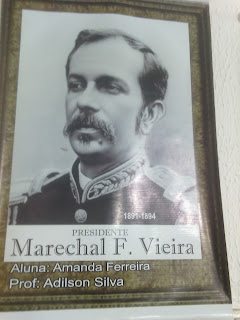 1891-1894
PRESIDENTE
Marechal F. Vieira
Aluna: Amanda Ferreira
Prof: Adilson Silva